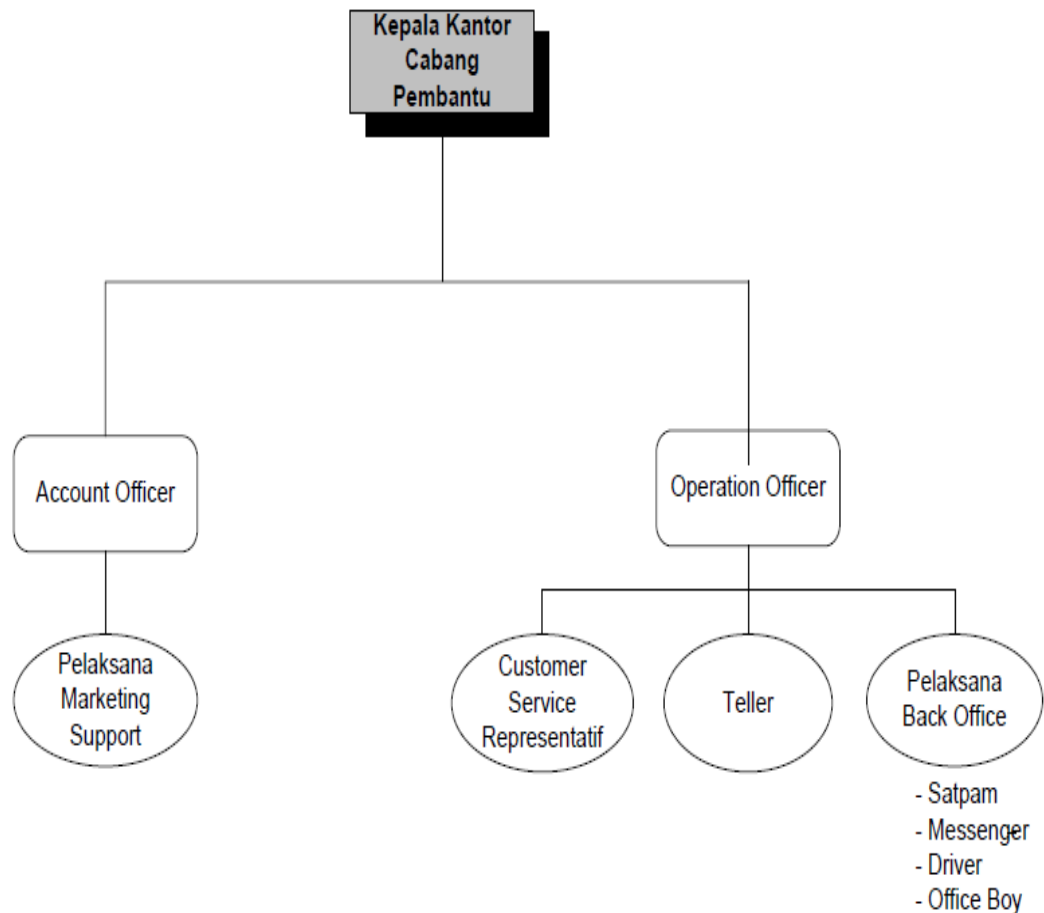 Kepala Kantor
Cabang
Pembantu
Account Officer
Operation Officer
Pelaksana
Marketing
Support
Customer
Service
Representatif
Teller
Pelaksana
Back Office
- Satpam
- Messenger
- Driver
- Office Boy